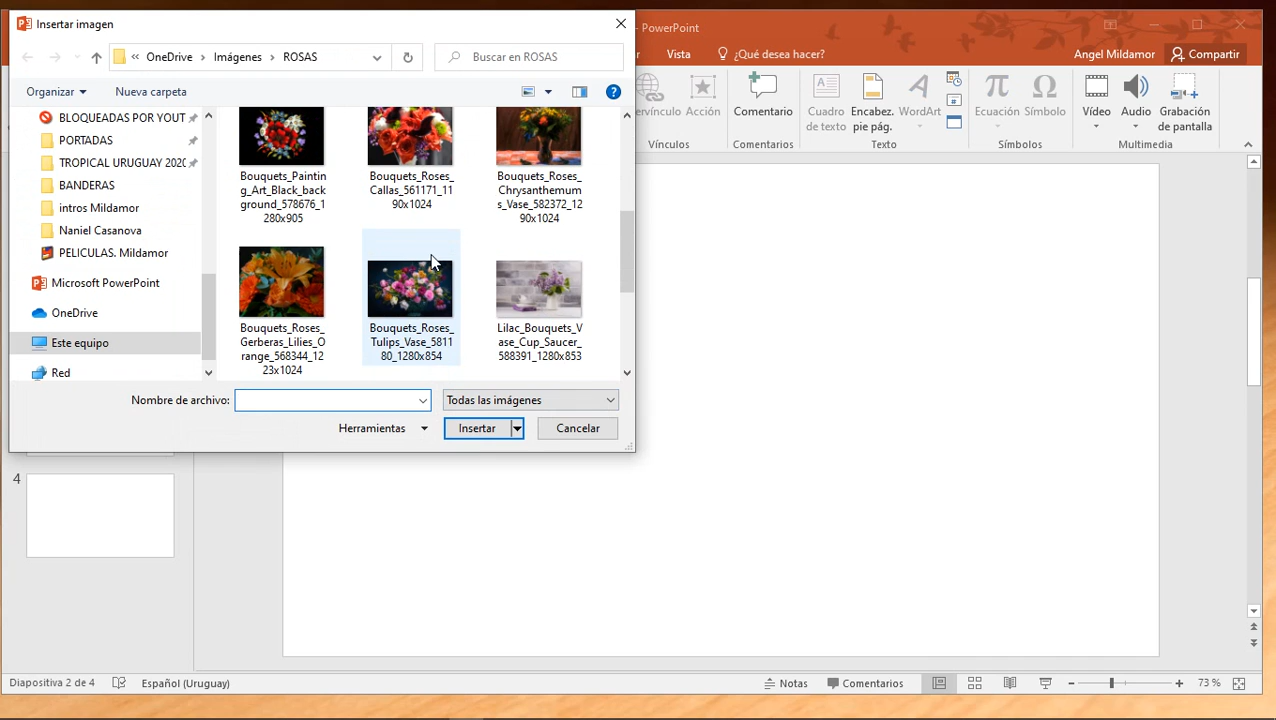 Insertar imagen
- PowerPoint
« OneDrive > Imágenes > ROSAS
Buscar en ROSAS
r
Vista
¿Qué desea hacer?
Angel Mildamor
Compartir
Organizar
Nueva carpeta
BLOQUEADAS POR YOUT
PORTADAS
TROPICAL URUGUAY 2020
BANDERAS
intros Mildamor
Naniel Casanova
PELICULAS. Mildamor
Microsoft PowerPoint
OneDrive
Este equipo
Red
Bouquets_Paintin
g_Art_Black_back
ground_578676_1
280x905
Bouquets_Roses_
Callas_561171_11
90x1024
Bouquets_Roses_
Chrysanthemum
s_Vase_582372_12
90x1024
Bouquets_Roses_
Gerberas_Lilies_O
range_568344_12
23x1024
Bouquets_Roses_
Tulips_Vase_5811
80_1280x854
Lilac_Bouquets_V
ase_Cup_Saucer_
588391_1280x853
Nombre de archivo:
Todas las imágenes
Herramientas
Insertar
Cancelar
pervínculo
Acción
Vínculos
Comentario
Comentarios
Cuadro
de texto
Encabez.
pie pág.
WordArt
Texto
Ecuación
Símbolo
Símbolos
Vídeo
Audio
Grabación
de pantalla
Multimedia
4
Diapositiva 2 de 4
Español (Uruguay)
Notas
Comentarios
73 %